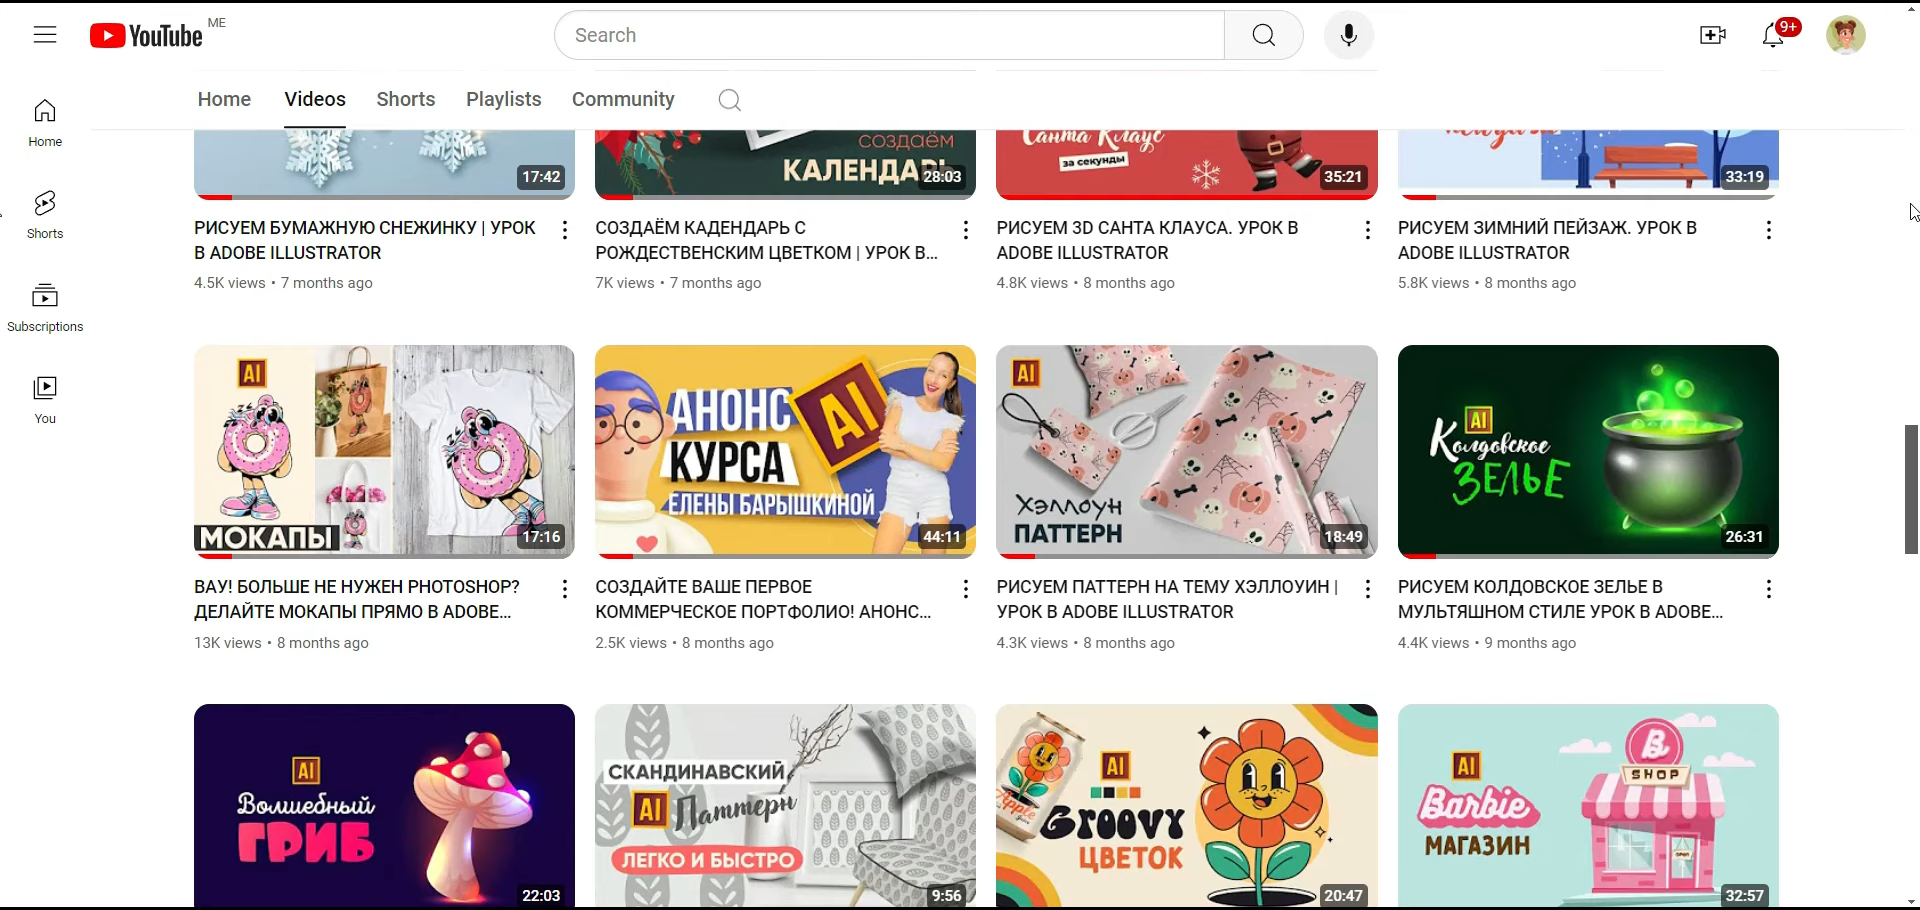 YouTube ME
Search
9+
Home
Videos
Shorts
Playlists
Community
Home
Shorts
Subscriptions
You
17:42
создаём
КАЛЕНДАРЬ
28:03
Санта Клаус
за секунды
35:21
33:19
РИСУЕМ БУМАЖНУЮ СНЕЖИНКУ | УРОК
В ADOBE ILLUSTRATOR
4.5K views • 7 months ago
СОЗДАЁМ КАДЕНДАРЬ С
РОЖДЕСТВЕНСКИМ ЦВЕТКОМ | УРОК В...
7K views • 7 months ago
РИСУЕМ 3D САНТА КЛАУСА. УРОК В
ADOBE ILLUSTRATOR
4.8K views • 8 months ago
РИСУЕМ ЗИМНИЙ ПЕЙЗАЖ. УРОК В
ADOBE ILLUSTRATOR
5.8K views • 8 months ago
AI
МОКАПЫ
17:16
АНОНС
AI
КУРСА
ЕЛЕНЫ БАРЫШКИНОЙ
44:11
AI
Хэллоун
ПАТТЕРН
18:49
AI
Колдовское
ЗЕЛЬЕ
26:31
ВАУ! БОЛЬШЕ НЕ НУЖЕН PHOTOSHOP?
ДЕЛАЙТЕ МОКАПЫ ПРЯМО В ADOBE...
13K views • 8 months ago
СОЗДАЙТЕ ВАШЕ ПЕРВОЕ
КОММЕРЧЕСКОЕ ПОРТФОЛИО! АНОНС...
2.5K views • 8 months ago
РИСУЕМ ПАТТЕРН НА ТЕМУ ХЭЛЛОУИН |
УРОК В ADOBE ILLUSTRATOR
4.3K views • 8 months ago
РИСУЕМ КОЛДОВСКОЕ ЗЕЛЬЕ В
МУЛЬТЯШНОМ СТИЛЕ УРОК В ADOBE...
4.4K views • 9 months ago
AI
Волшебный
ГРИБ
22:03
СКАНДИНАВСКИЙ
AI Паттерн
ЛЕГКО И БЫСТРО
9:56
Apple
AI
GROOVY
ЦВЕТОК
20:47
AI
Barbie
МАГАЗИН
B
SHOP
OPEN
32:57